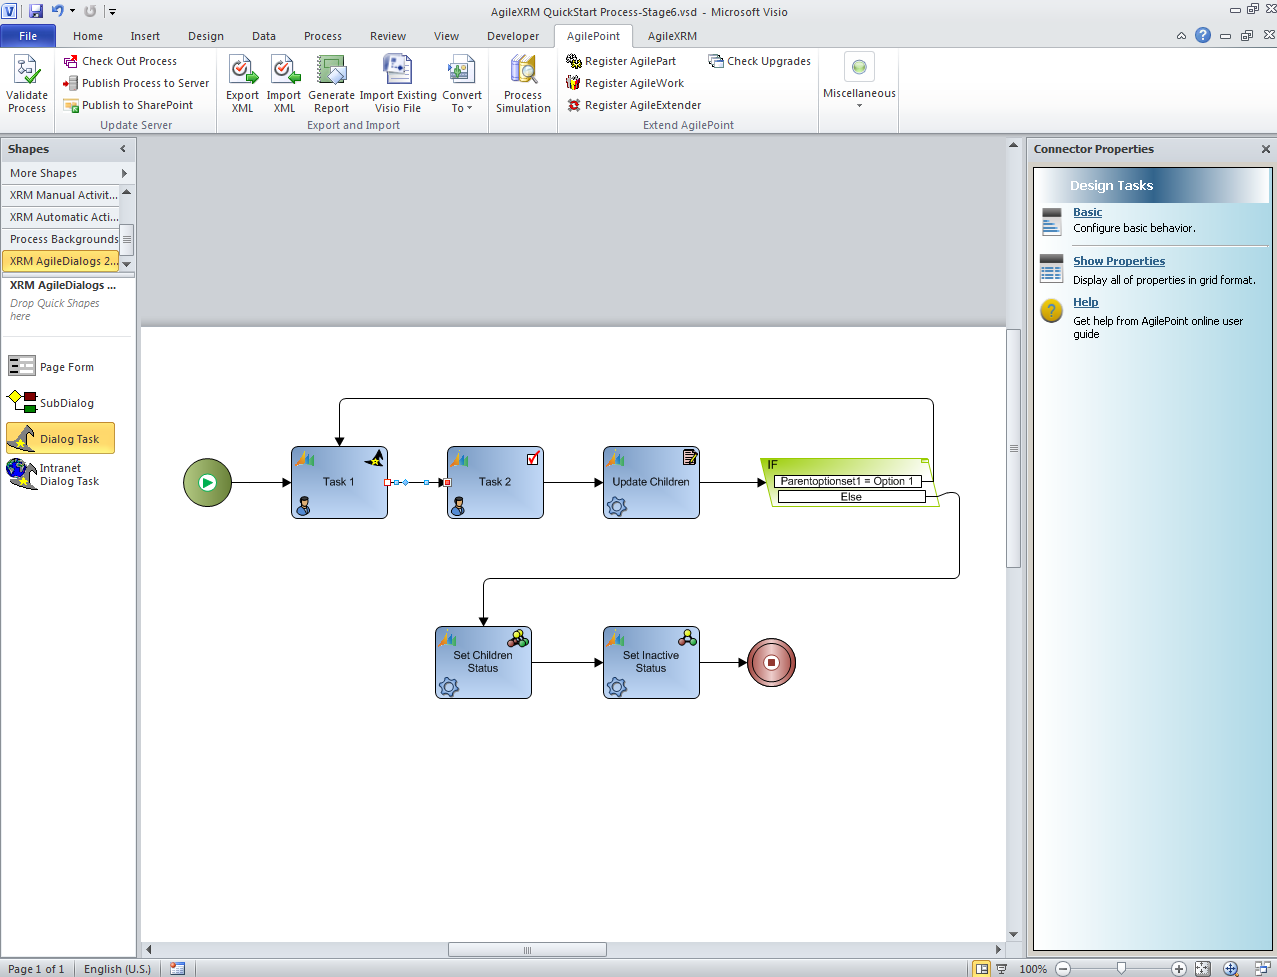 AgileXRM QuickStart Process-Stage6.vsd - Microsoft Visio
File Home Insert Design Data Process Review View Developer AgilePoint AgileXRM
Validate
Process
Check Out Process
Publish Process to Server
Publish to SharePoint
Update Server
Export
XML
Import
XML
Generate
Report
Import Existing
Visio File
Convert
To
Export and Import
Process
Simulation
Register AgilePart
Register AgileWork
Register AgileExtender
Check Upgrades
Extend AgilePoint
Miscellaneous
Shapes
More Shapes
XRM Manual Activit...
XRM Automatic Acti...
Process Backgrounds
XRM AgileDialogs 2...
XRM AgileDialogs ...
Drop Quick Shapes
here
Page Form
SubDialog
Dialog Task
Intranet
Dialog Task
Task 1
Task 2
Update Children
IF
Parentoptionset1 = Option 1
Else
Set Children
Status
Set Inactive
Status
Connector Properties
Design Tasks
Basic
Configure basic behavior.
Show Properties
Display all of properties in grid format.
Help
Get help from AgilePoint online user
guide
Page 1 of 1
English (U.S.)
100%